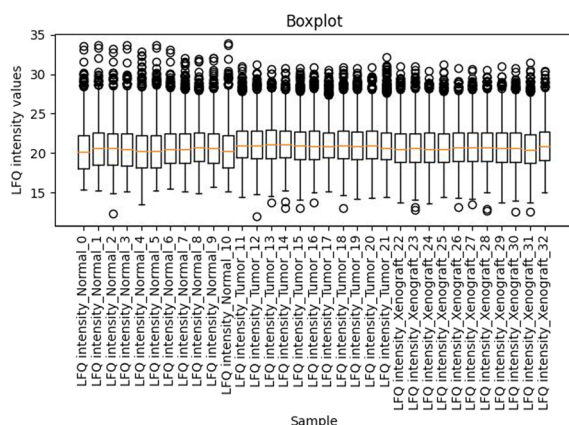 Boxplot
LFQ intensity values
35
30
25
20
15
LFQ intensity_Normal_0
LFQ intensity_Normal_1
LFQ intensity_Normal_2
LFQ intensity_Normal_3
LFQ intensity_Normal_4
LFQ intensity_Normal_5
LFQ intensity_Normal_6
LFQ intensity_Normal_7
LFQ intensity_Normal_8
LFQ intensity_Normal_9
LFQ intensity_Normal_10
LFQ intensity_Tumor_11
LFQ intensity_Tumor_12
LFQ intensity_Tumor_13
LFQ intensity_Tumor_14
LFQ intensity_Tumor_15
LFQ intensity_Tumor_16
LFQ intensity_Tumor_17
LFQ intensity_Tumor_18
LFQ intensity_Tumor_19
LFQ intensity_Tumor_20
LFQ intensity_Tumor_21
LFQ intensity_Xenograft_22
LFQ intensity_Xenograft_23
LFQ intensity_Xenograft_24
LFQ intensity_Xenograft_25
LFQ intensity_Xenograft_26
LFQ intensity_Xenograft_27
LFQ intensity_Xenograft_28
LFQ intensity_Xenograft_29
LFQ intensity_Xenograft_30
LFQ intensity_Xenograft_31
LFQ intensity_Xenograft_32
Sample